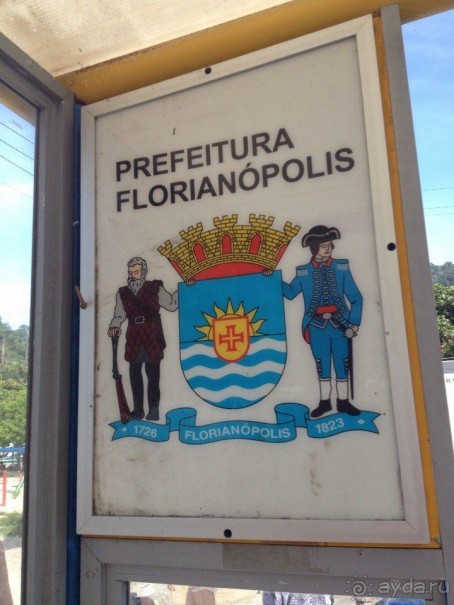 PREFEITURA
FLORIANÓPOLIS
1726 FLORIANÓPOLIS 1823
ayda.ru